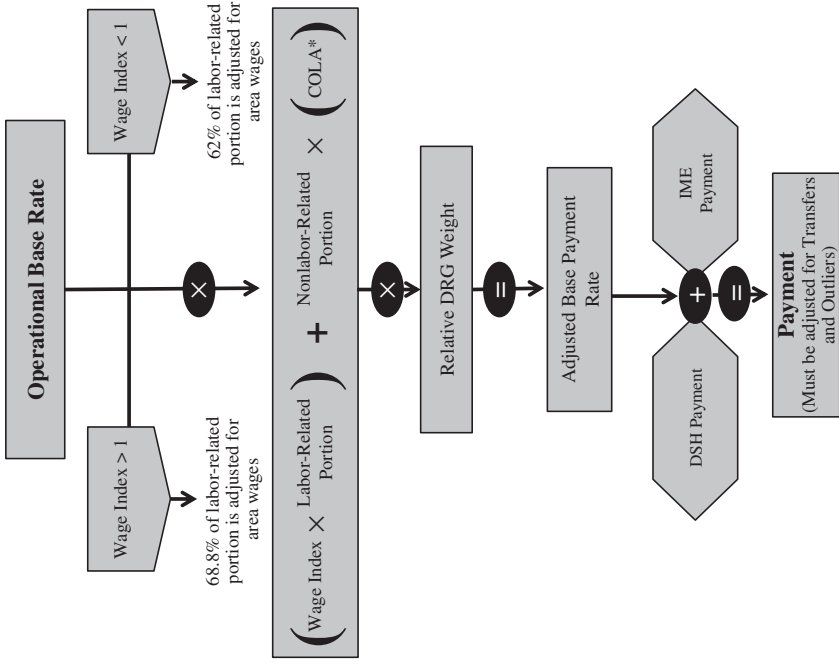 Operational Base Rate
Wage Index > 1
Wage Index < 1
68.8% of labor-related
portion is adjusted for
area wages
62% of labor-related
portion is adjusted for
area wages
×
(Wage Index × Labor-Related Portion) + Nonlabor-Related Portion × (COLA*)
×
Relative DRG Weight
=
Adjusted Base Payment
Rate
DSH Payment
+
IME
Payment
=
Payment
(Must be adjusted for Transfers
and Outliers)